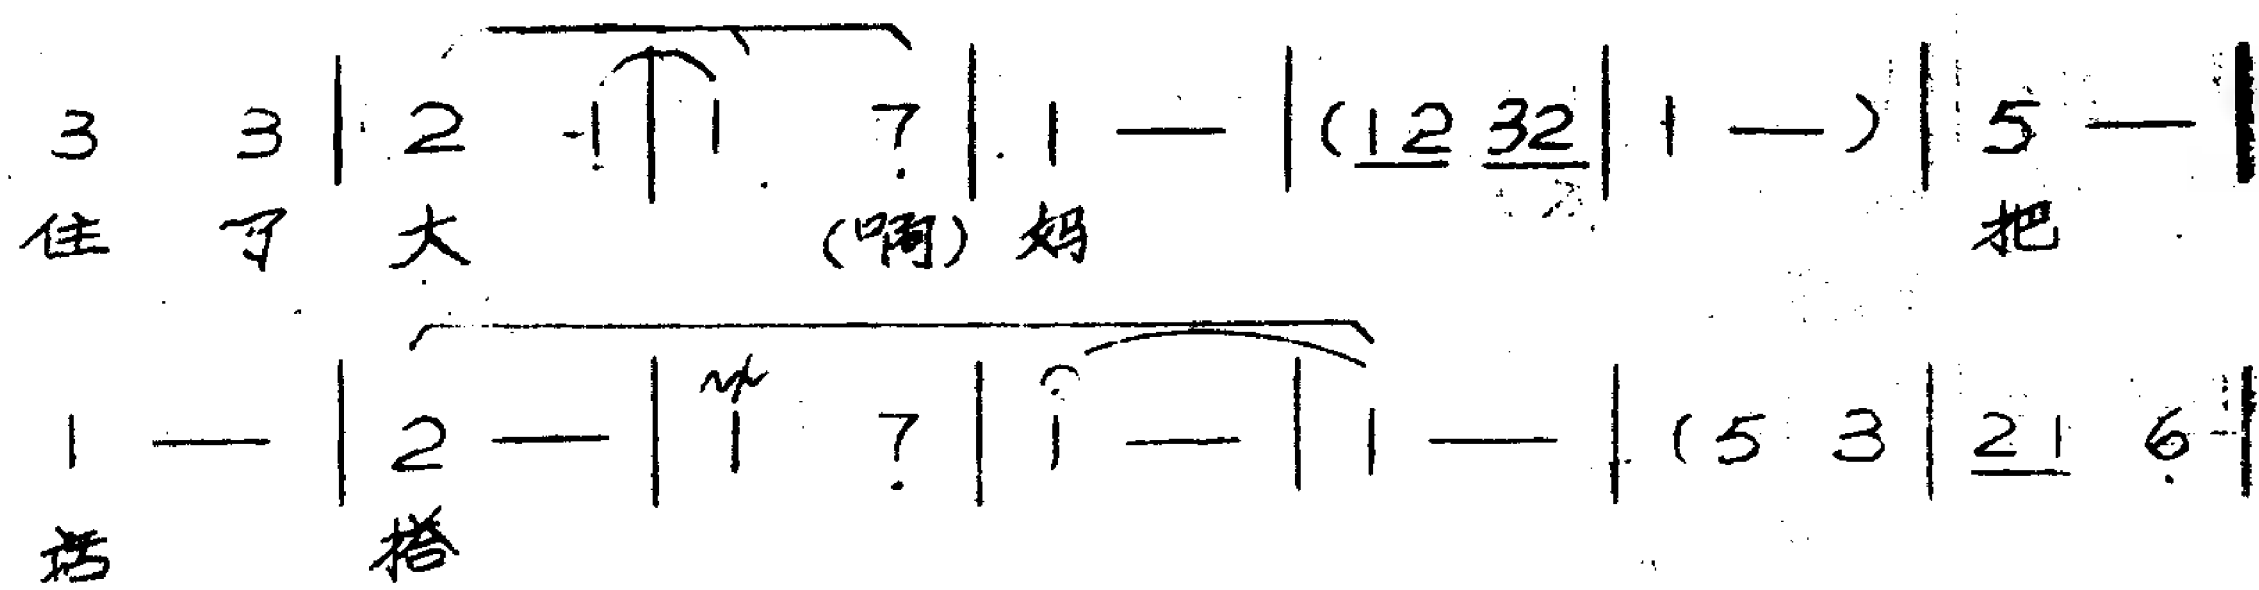 3 3 | 2 1 | 1 7 | 1 — | (12 32 | 1 —) | 5 — |
住 了 大 (啊) 妈 把
1 — | 2 — | 1 7 | 1 — | 1 — | (5 3 | 21 6 |
话 搭